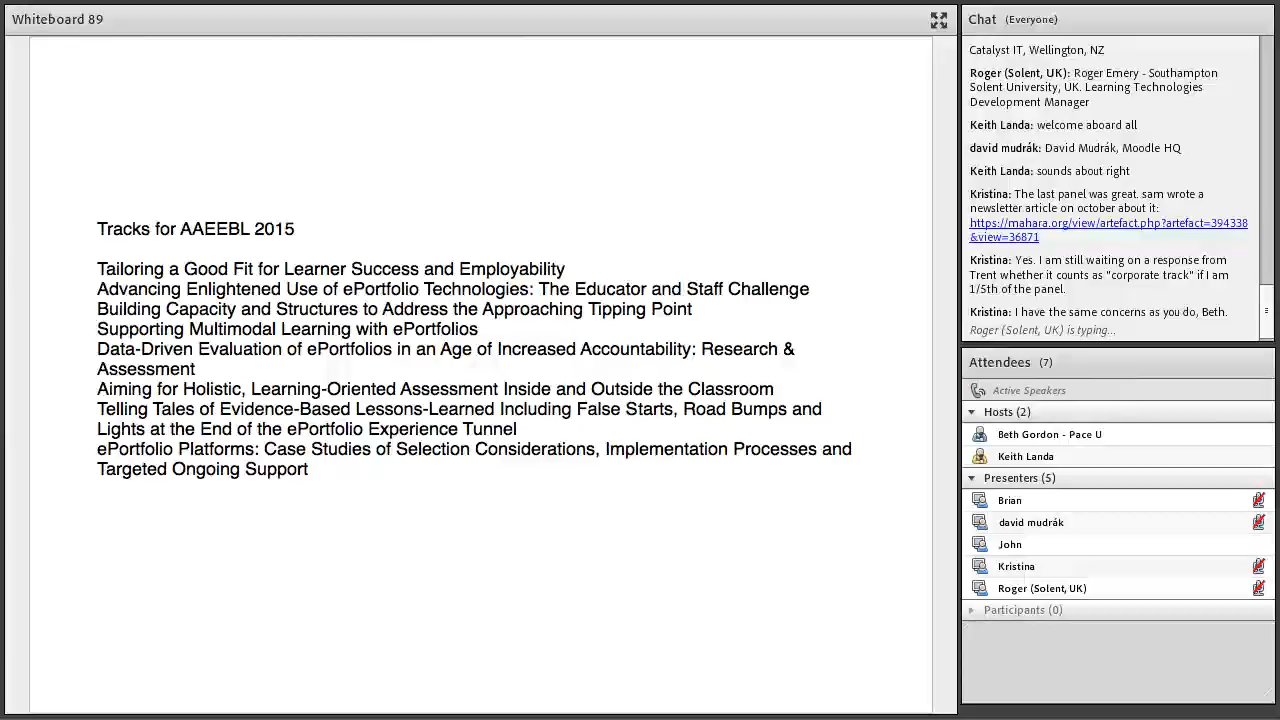 Whiteboard 89
Tracks for AAEEBL 2015
Tailoring a Good Fit for Learner Success and Employability
Advancing Enlightened Use of ePortfolio Technologies: The Educator and Staff Challenge
Building Capacity and Structures to Address the Approaching Tipping Point
Supporting Multimodal Learning with ePortfolios
Data-Driven Evaluation of ePortfolios in an Age of Increased Accountability: Research &
Assessment
Aiming for Holistic, Learning-Oriented Assessment Inside and Outside the Classroom
Telling Tales of Evidence-Based Lessons-Learned Including False Starts, Road Bumps and
Lights at the End of the ePortfolio Experience Tunnel
ePortfolio Platforms: Case Studies of Selection Considerations, Implementation Processes and
Targeted Ongoing Support
Chat (Everyone)
Catalyst IT, Wellington, NZ
Roger (Solent, UK): Roger Emery - Southampton
Solent University, UK. Learning Technologies
Development Manager
Keith Landa: welcome aboard all
david mudrák: David Mudrák, Moodle HQ
Keith Landa: sounds about right
Kristina: The last panel was great. sam wrote a
newsletter article on october about it:
https://mahara.org/view/artefact.php?artefact=394338
&view=36871
Kristina: Yes. I am still waiting on a response from
Trent whether it counts as "corporate track" if I am
1/5th of the panel.
Kristina: I have the same concerns as you do, Beth.
Roger (Solent, UK) is typing...
Attendees (7)
Active Speakers
Hosts (2)
Beth Gordon - Pace U
Keith Landa
Presenters (5)
Brian
david mudrák
John
Kristina
Roger (Solent, UK)
Participants (0)